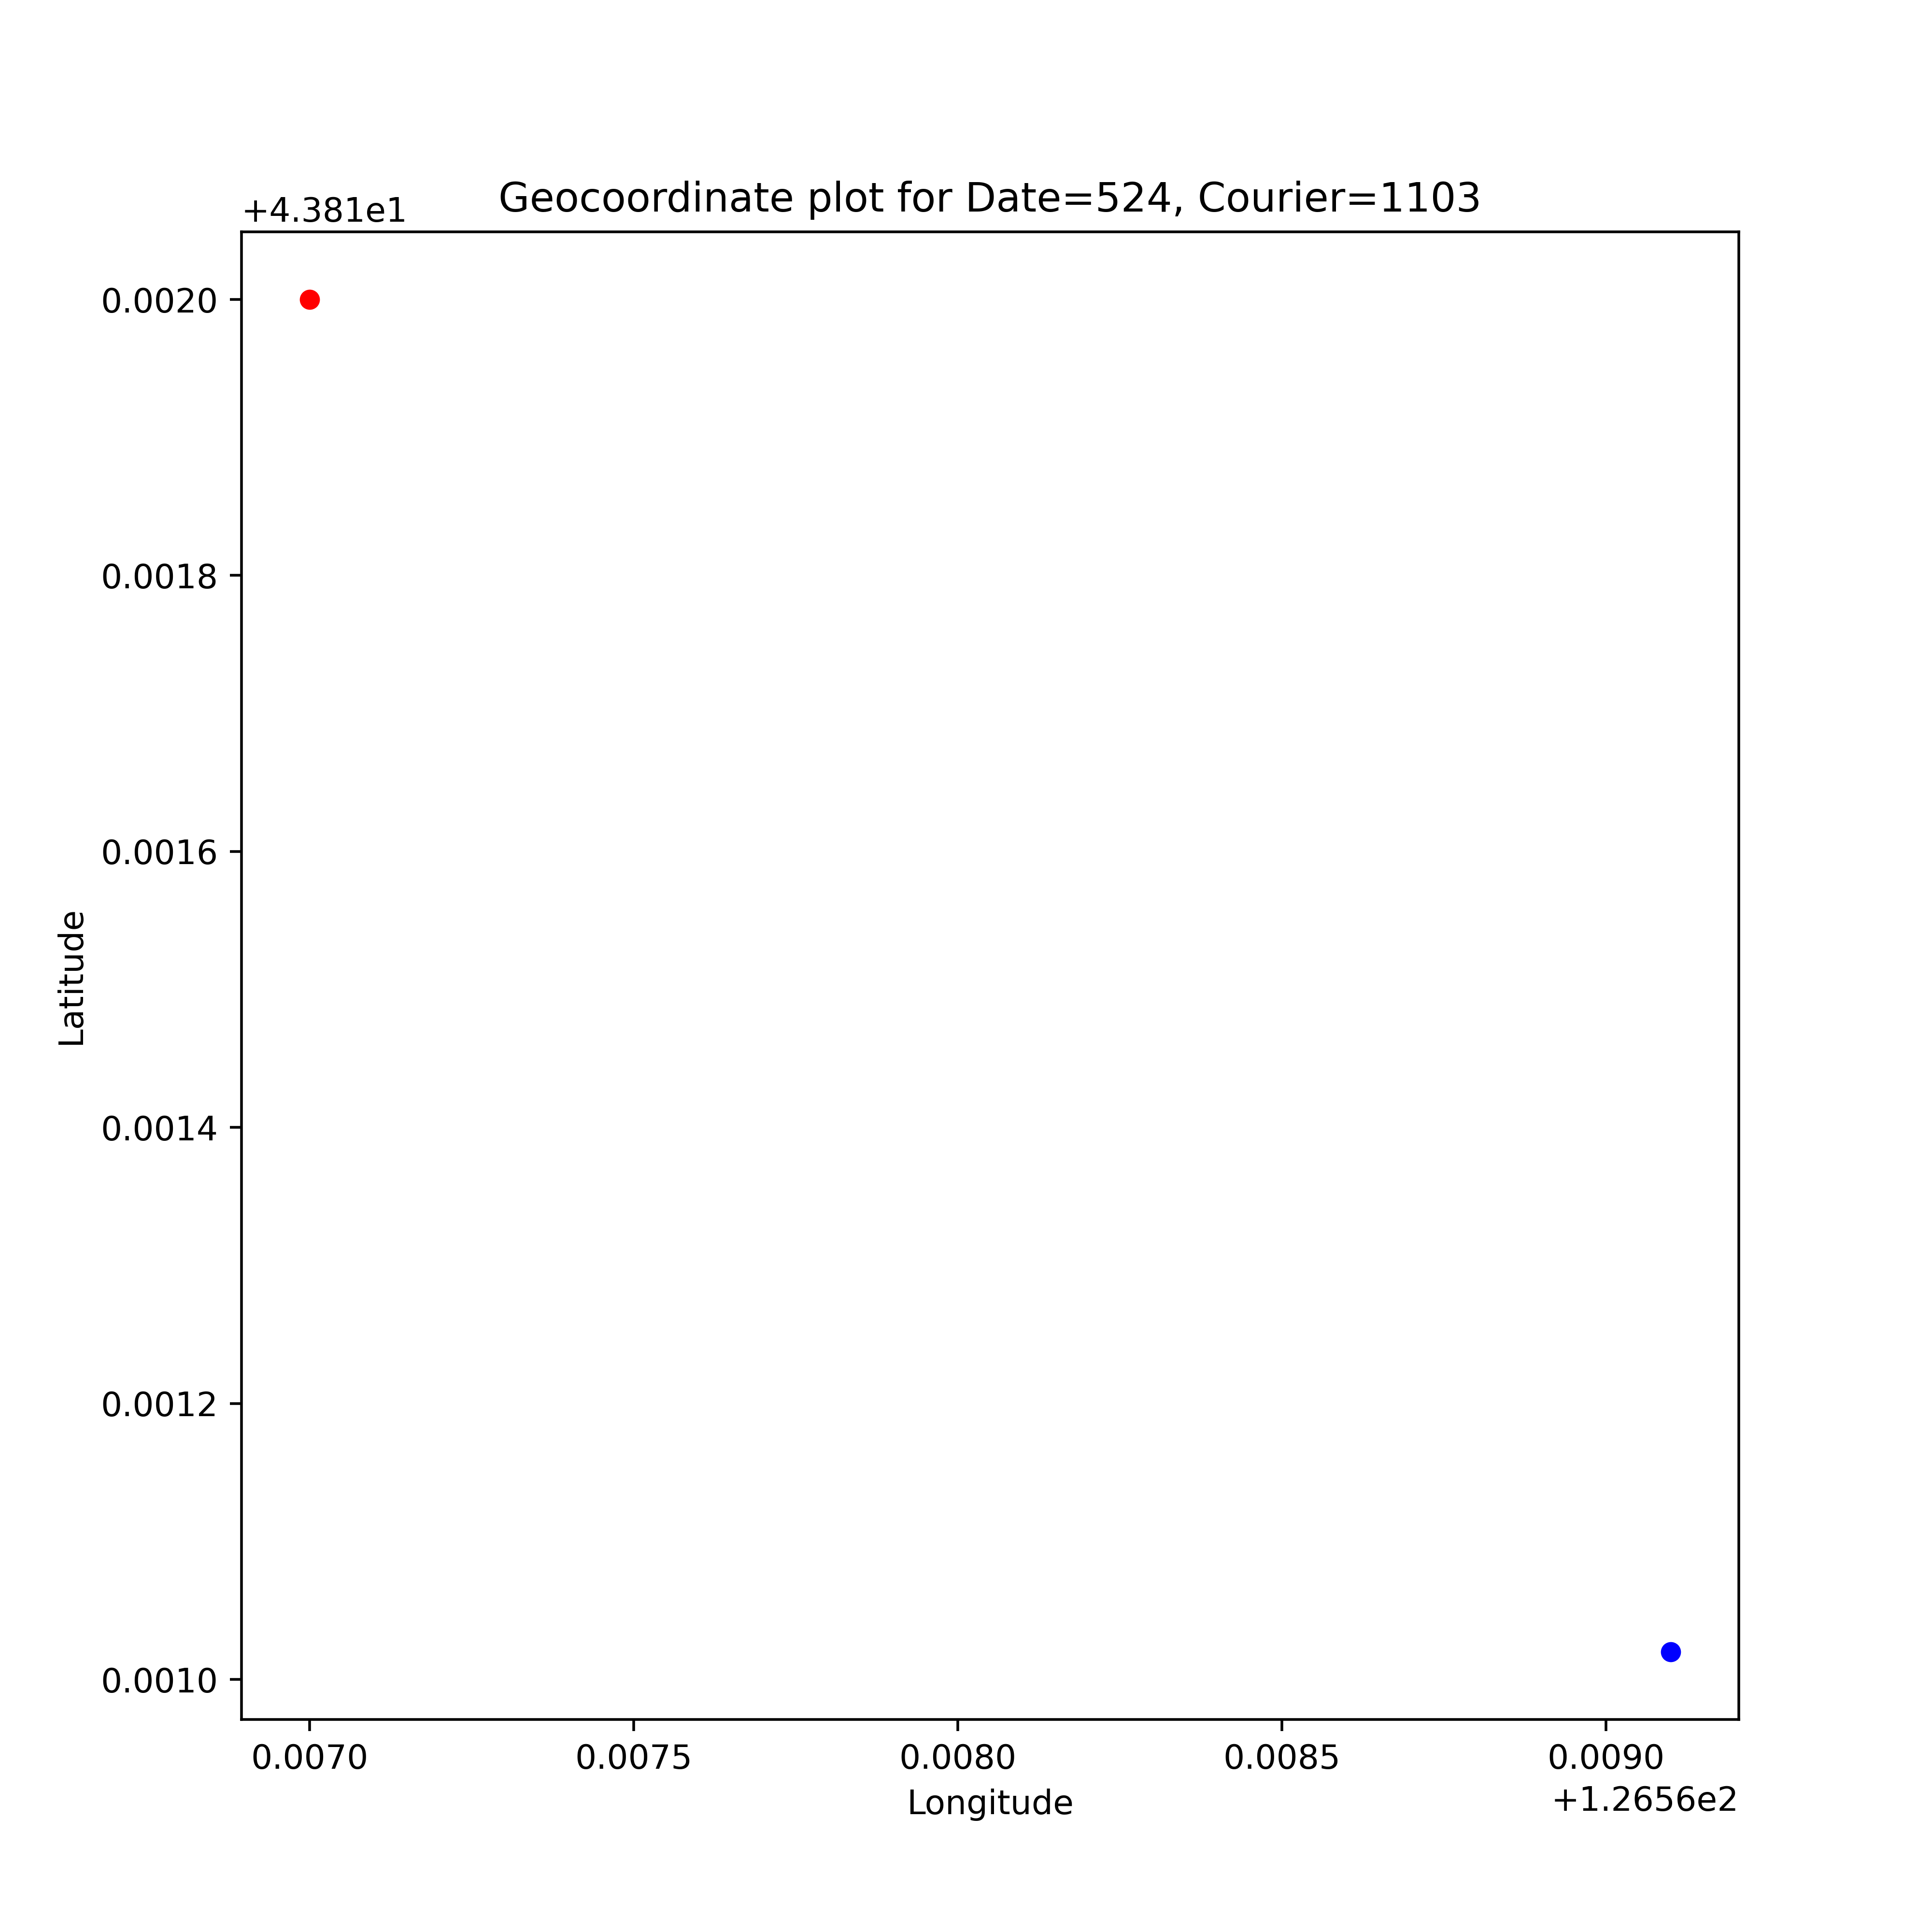 Geocoordinate plot for Date=524, Courier=1103
+4.381e1
0.0020
0.0018
0.0016
0.0014
0.0012
0.0010
Latitude
0.0070 0.0075 0.0080 0.0085 0.0090
+1.2656e2
Longitude